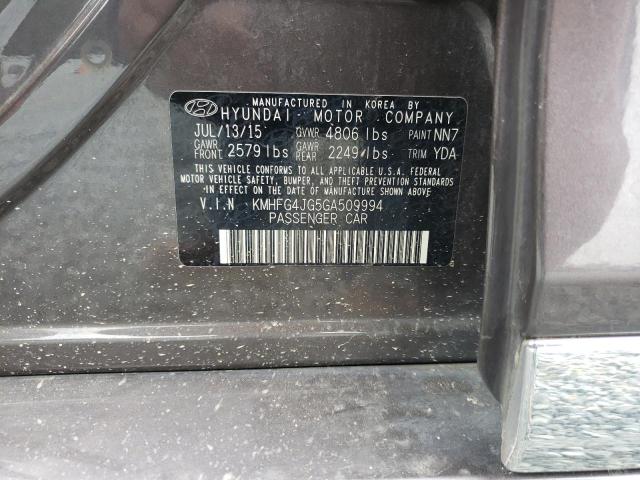 MANUFACTURED IN KOREA BY
HYUNDAI MOTOR COMPANY
JUL/13/15 GVWR 4806 lbs PAINT NN7
GAWR FRONT 2579 lbs GAWR REAR 2249 lbs TRIM YDA
THIS VEHICLE CONFORMS TO ALL APPLICABLE U.S.A. FEDERAL
MOTOR VEHICLE SAFETY, BUMPER, AND THEFT PREVENTION
STANDARDS IN EFFECT ON THE DATE OF MANUFACTURE SHOWN ABOVE.
V.I.N KMHFG4JG5GA509994
PASSENGER CAR